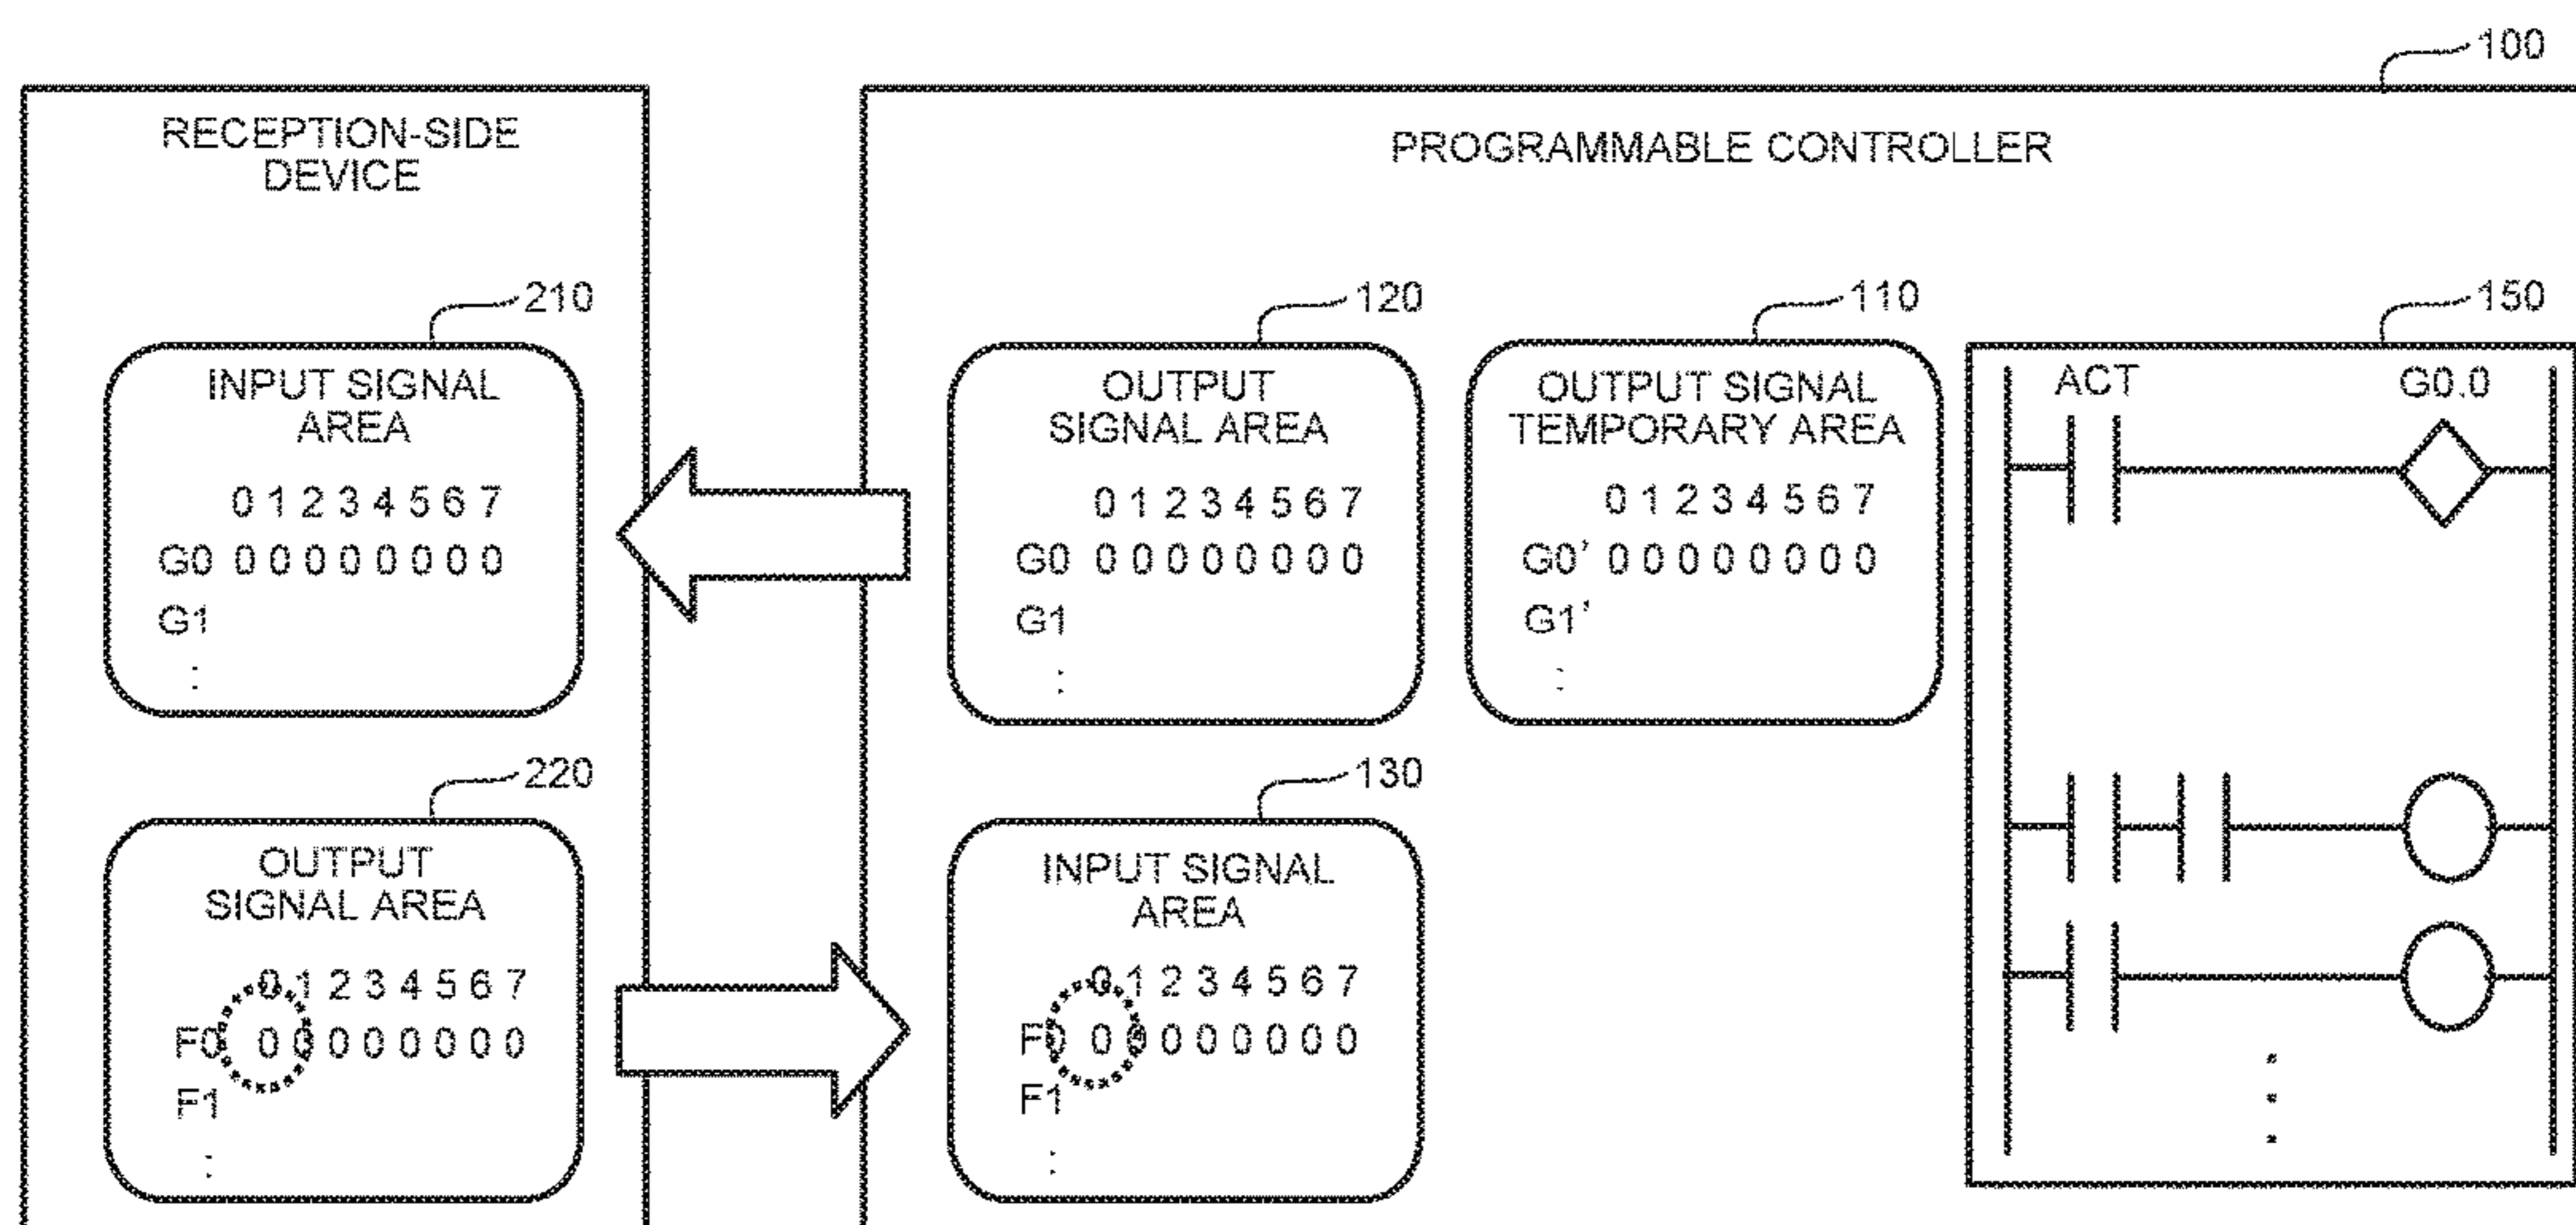 100
RECEPTION-SIDE
DEVICE
PROGRAMMABLE CONTROLLER
210
INPUT SIGNAL
AREA
0 1 2 3 4 5 6 7
G0 0 0 0 0 0 0 0 0
G1
:
120
OUTPUT
SIGNAL AREA
0 1 2 3 4 5 6 7
G0 0 0 0 0 0 0 0 0
G1
:
110
OUTPUT SIGNAL
TEMPORARY AREA
0 1 2 3 4 5 6 7
G0' 0 0 0 0 0 0 0 0
G1'
:
150
ACT G0.0
220
OUTPUT
SIGNAL AREA
0 1 2 3 4 5 6 7
F0 0 0 0 0 0 0 0 0
F1
:
130
INPUT SIGNAL
AREA
0 1 2 3 4 5 6 7
F0 0 0 0 0 0 0 0 0
F1
: